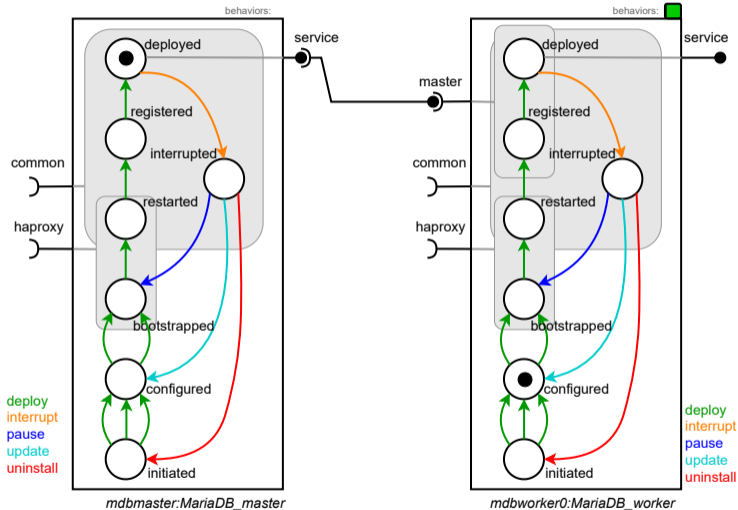 behaviors:
deployed
service
registered
interrupted
common
restarted
haproxy
bootstrapped
configured
deploy
interrupt
pause
update
uninstall
initiated
mdbmaster:MariaDB_master
behaviors:
deployed
service
master
registered
interrupted
common
restarted
haproxy
bootstrapped
configured
deploy
interrupt
pause
update
uninstall
initiated
mdbworker0:MariaDB_worker